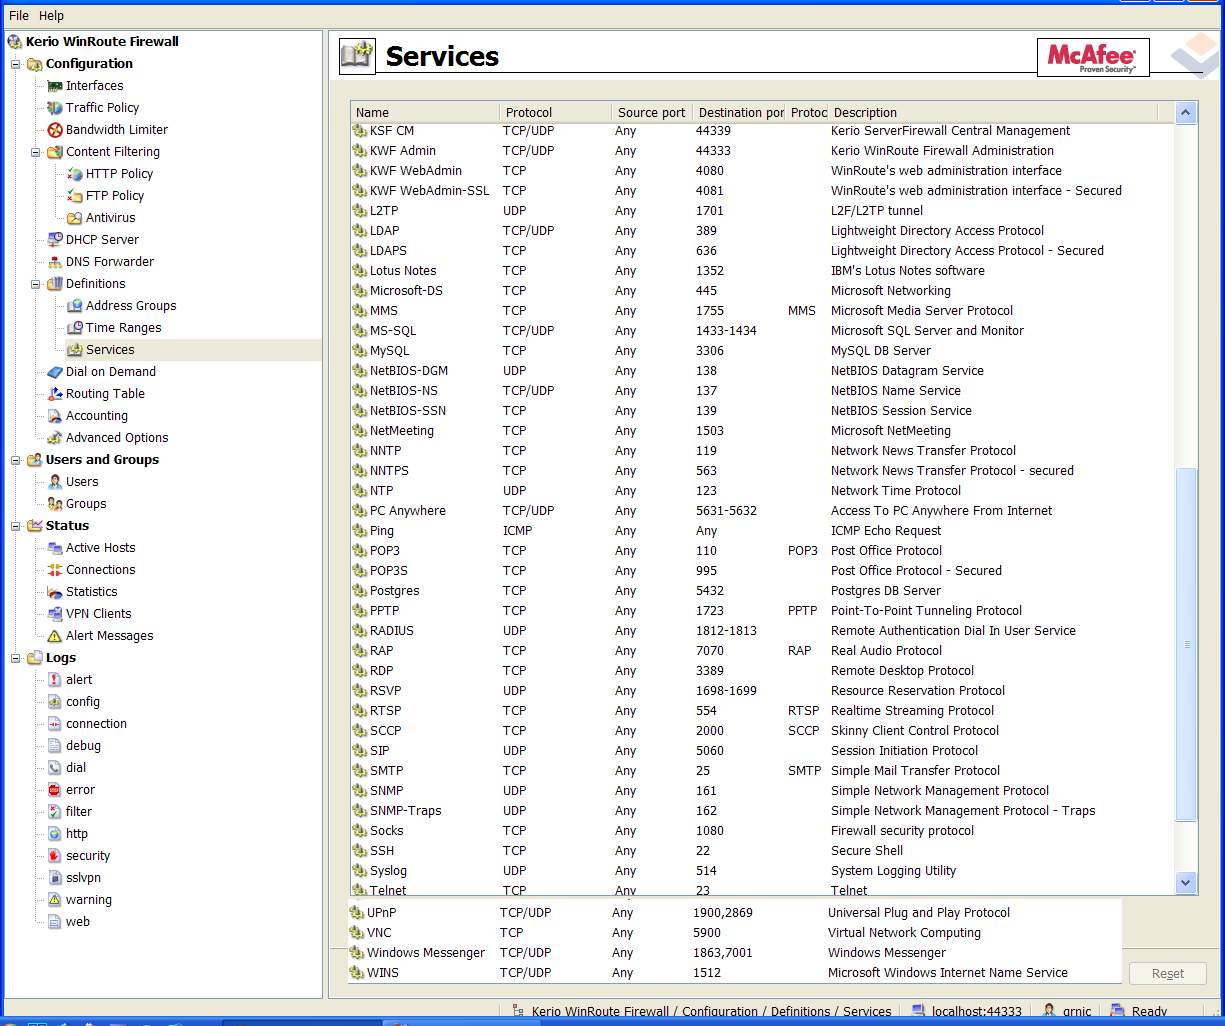 File Help
Kerio WinRoute Firewall
Configuration
Interfaces
Traffic Policy
Bandwidth Limiter
Content Filtering
HTTP Policy
FTP Policy
Antivirus
DHCP Server
DNS Forwarder
Definitions
Address Groups
Time Ranges
Services
Dial on Demand
Routing Table
Accounting
Advanced Options
Users and Groups
Users
Groups
Status
Active Hosts
Connections
Statistics
VPN Clients
Alert Messages
Logs
alert
config
connection
debug
dial
error
filter
http
security
sslvpn
warning
web
Services
McAfee
Proven Security™
Name Protocol Source port Destination por Protoc Description
KSF CM TCP/UDP Any 44339 Kerio ServerFirewall Central Management
KWF Admin TCP/UDP Any 44333 Kerio WinRoute Firewall Administration
KWF WebAdmin TCP Any 4080 WinRoute's web administration interface
KWF WebAdmin-SSL TCP Any 4081 WinRoute's web administration interface - Secured
L2TP UDP Any 1701 L2F/L2TP tunnel
LDAP TCP/UDP Any 389 Lightweight Directory Access Protocol
LDAPS TCP Any 636 Lightweight Directory Access Protocol - Secured
Lotus Notes TCP Any 1352 IBM's Lotus Notes software
Microsoft-DS TCP Any 445 Microsoft Networking
MMS TCP Any 1755 MMS Microsoft Media Server Protocol
MS-SQL TCP/UDP Any 1433-1434 Microsoft SQL Server and Monitor
MySQL TCP Any 3306 MySQL DB Server
NetBIOS-DGM UDP Any 138 NetBIOS Datagram Service
NetBIOS-NS TCP/UDP Any 137 NetBIOS Name Service
NetBIOS-SSN TCP Any 139 NetBIOS Session Service
NetMeeting TCP Any 1503 Microsoft NetMeeting
NNTP TCP Any 119 Network News Transfer Protocol
NNTPS TCP Any 563 Network News Transfer Protocol - secured
NTP UDP Any 123 Network Time Protocol
PC Anywhere TCP/UDP Any 5631-5632 Access To PC Anywhere From Internet
Ping ICMP Any Any ICMP Echo Request
POP3 TCP Any 110 POP3 Post Office Protocol
POP3S TCP Any 995 Post Office Protocol - Secured
Postgres TCP Any 5432 Postgres DB Server
PPTP TCP Any 1723 PPTP Point-To-Point Tunneling Protocol
RADIUS UDP Any 1812-1813 Remote Authentication Dial In User Service
RAP TCP Any 7070 RAP Real Audio Protocol
RDP TCP Any 3389 Remote Desktop Protocol
RSVP UDP Any 1698-1699 Resource Reservation Protocol
RTSP TCP Any 554 RTSP Realtime Streaming Protocol
SCCP TCP Any 2000 SCCP Skinny Client Control Protocol
SIP UDP Any 5060 Session Initiation Protocol
SMTP TCP Any 25 SMTP Simple Mail Transfer Protocol
SNMP UDP Any 161 Simple Network Management Protocol
SNMP-Traps UDP Any 162 Simple Network Management Protocol - Traps
Socks TCP Any 1080 Firewall security protocol
SSH TCP Any 22 Secure Shell
Syslog UDP Any 514 System Logging Utility
Telnet TCP Any 23 Telnet
UPnP TCP/UDP Any 1900,2869 Universal Plug and Play Protocol
VNC TCP Any 5900 Virtual Network Computing
Windows Messenger TCP/UDP Any 1863,7001 Windows Messenger
WINS TCP/UDP Any 1512 Microsoft Windows Internet Name Service
Reset
Kerio WinRoute Firewall / Configuration / Definitions / Services localhost:44333 grnic Ready